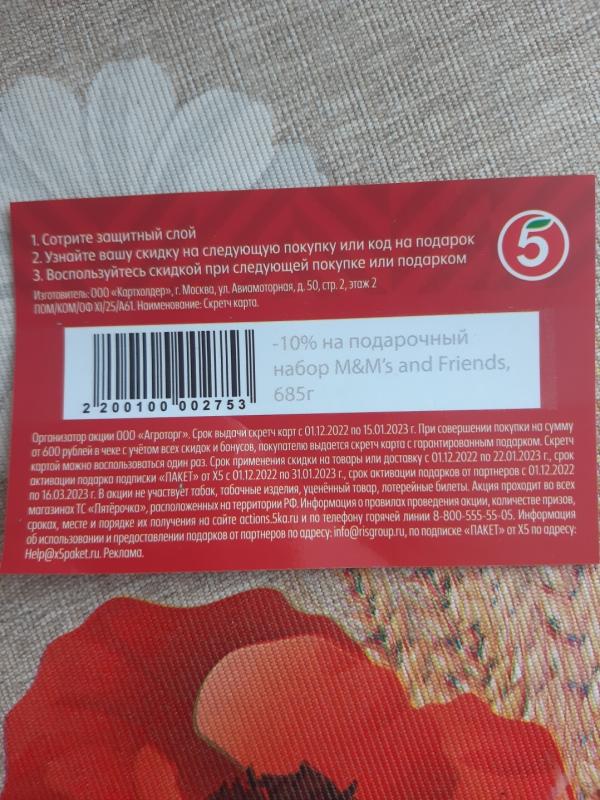 1. Сотрите защитный слой
2. Узнайте вашу скидку на следующую покупку или код на подарок
3. Воспользуйтесь скидкой при следующей покупке или подарком
5
Изготовитель: ООО «Картхолдер», г. Москва, ул. Авиамоторная, д. 50, стр. 2, этаж 2
ПОМ/КОМ/ОФ XI/25/А61. Наименование: Скретч карта.
-10% на подарочный
набор M&M's and Friends,
685г
2 200100 002753
Организатор акции ООО «Агроторг». Срок выдачи скретч карт с 01.12.2022 по 15.01.2023 г. При совершении покупки на сумму
от 600 рублей в чеке с учётом всех скидок и бонусов, покупателю выдается скретч карта с гарантированным подарком. Скретч
картой можно воспользоваться один раз. Срок применения скидки на товары или доставку с 01.12.2022 по 22.01.2023 г., срок
активации подарка подписки «ПАКЕТ» от X5 с 01.12.2022 по 31.01.2023 г., срок активации подарков от партнеров с 01.12.2022
по 16.03.2023 г. В акции не участвует табак, табачные изделия, уценённый товар, лотерейные билеты. Акция проходит во всех
магазинах ТС «Пятёрочка», расположенных на территории РФ. Информация о правилах проведения акции, количестве призов,
сроках, месте и порядке их получения на сайте actions.5ka.ru и по телефону горячей линии 8-800-555-55-05. Информация
об использовании и предоставлении подарков от партнеров по адресу: info@risgroup.ru, по подписке «ПАКЕТ» от X5 по адресу:
Help@x5paket.ru. Реклама.